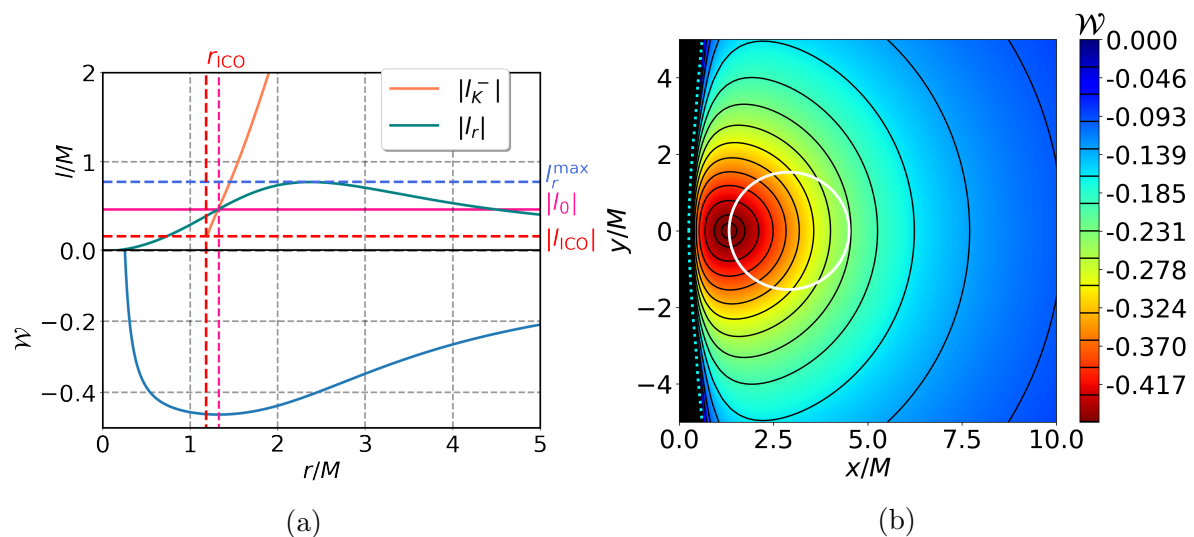 r_ICO
2
|l_K^-|
|l_r|
l/M
1
l_r^max
|l_0|
|l_ICO|
0.0
−0.2
−0.4
𝒲
0
1
2
3
4
5
r/M
(a)
𝒲
4
2
0
−2
−4
y/M
0.0
2.5
5.0
7.5
10.0
x/M
0.000
-0.046
-0.093
-0.139
-0.185
-0.231
-0.278
-0.324
-0.370
-0.417
(b)